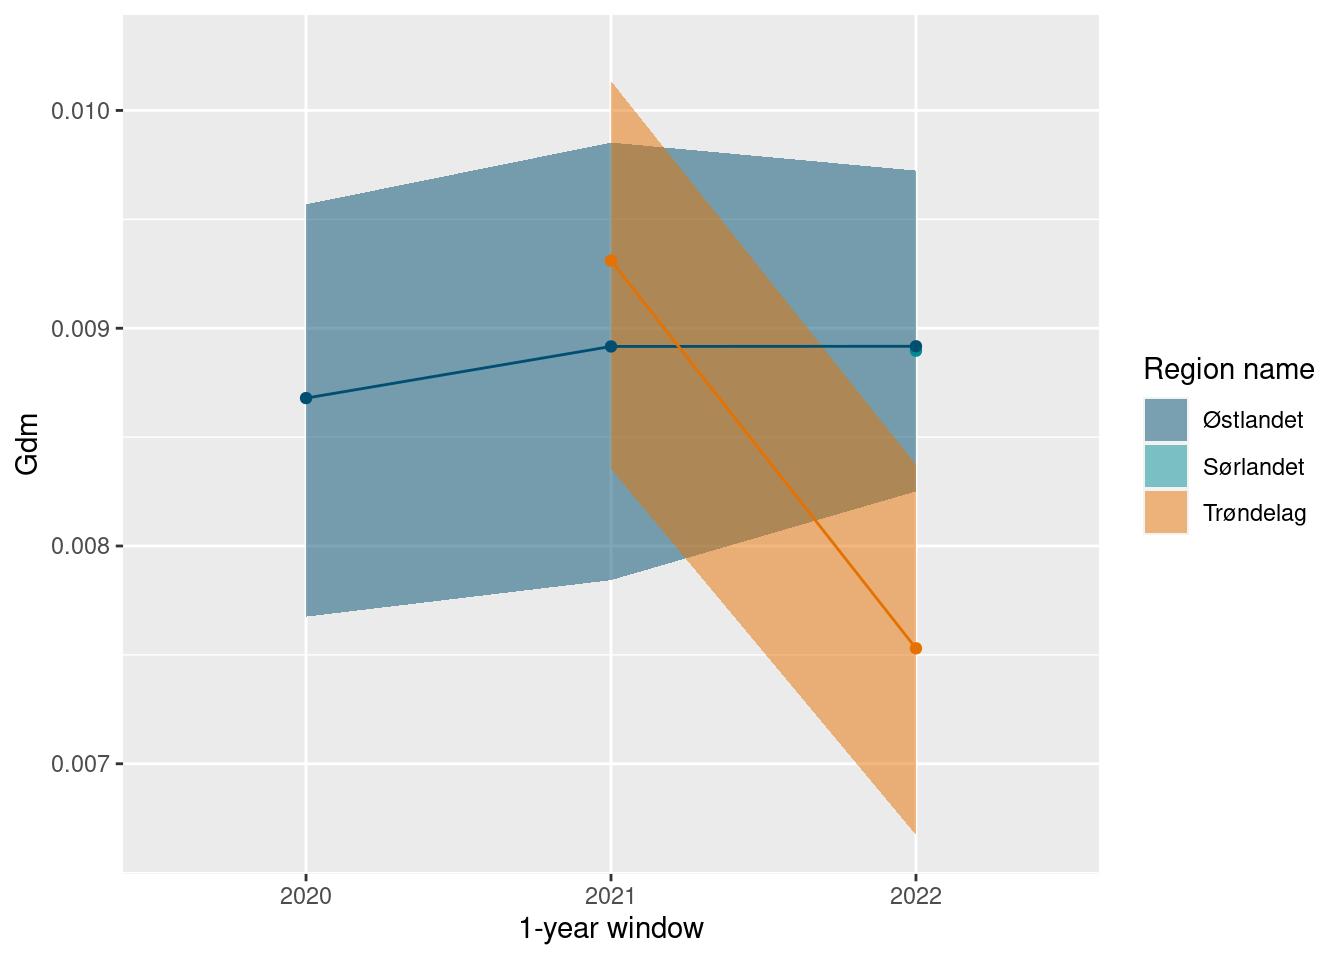 0.010
0.009
0.008
0.007
Gdm
2020
2021
2022
1-year window
Region name
Østlandet
Sørlandet
Trøndelag